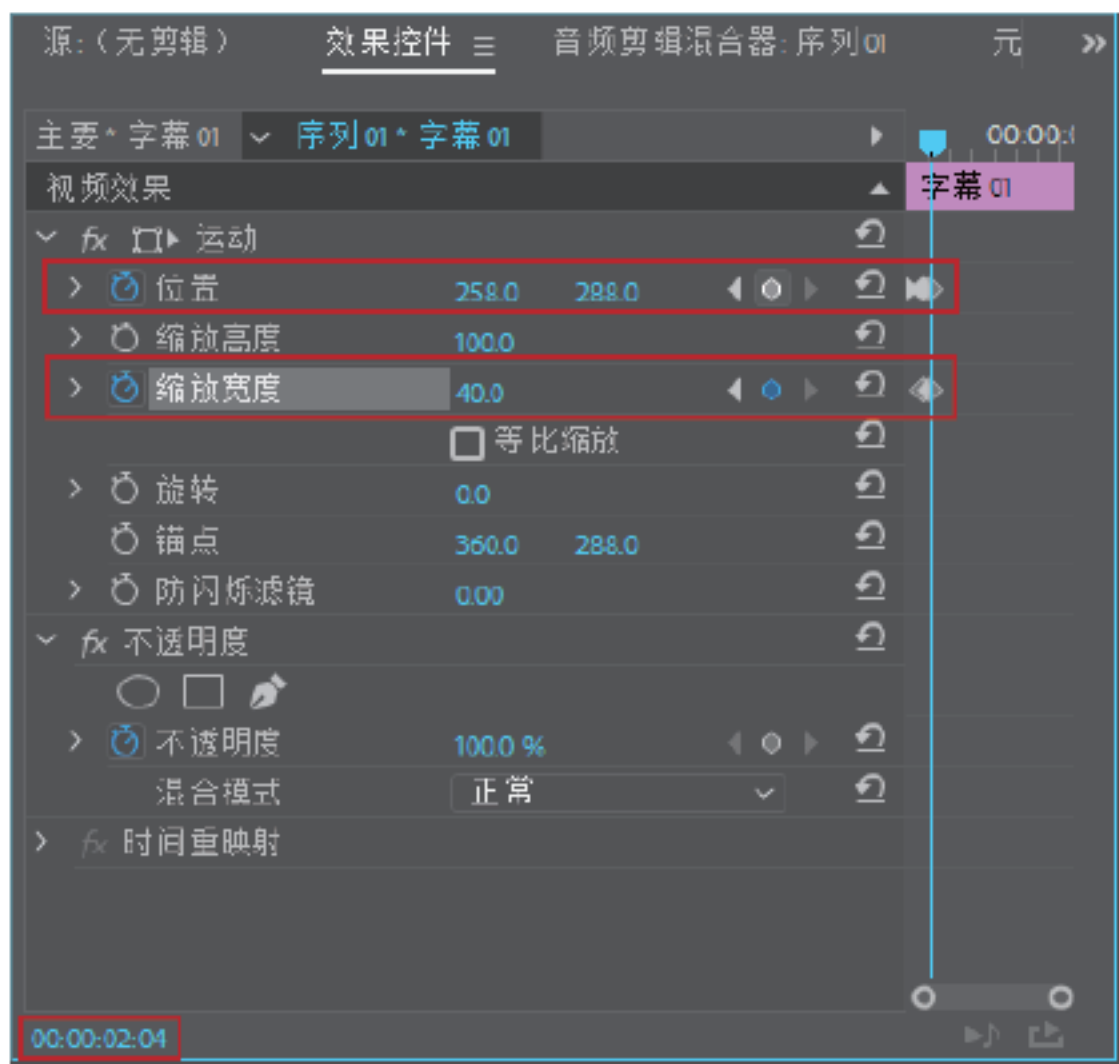 源:（无剪辑） 效果控件 ≡ 音频剪辑混合器: 序列 01 元 »
主要 * 字幕 01 序列 01 * 字幕 01 00:00:
视频效果 字幕 01
fx 运动
位置 258.0 288.0
缩放高度 100.0
缩放宽度 40.0
等比缩放
旋转 0.0
锚点 360.0 288.0
防闪烁滤镜 0.00
fx 不透明度
不透明度 100.0 %
混合模式 正常
fx 时间重映射
00:00:02:04